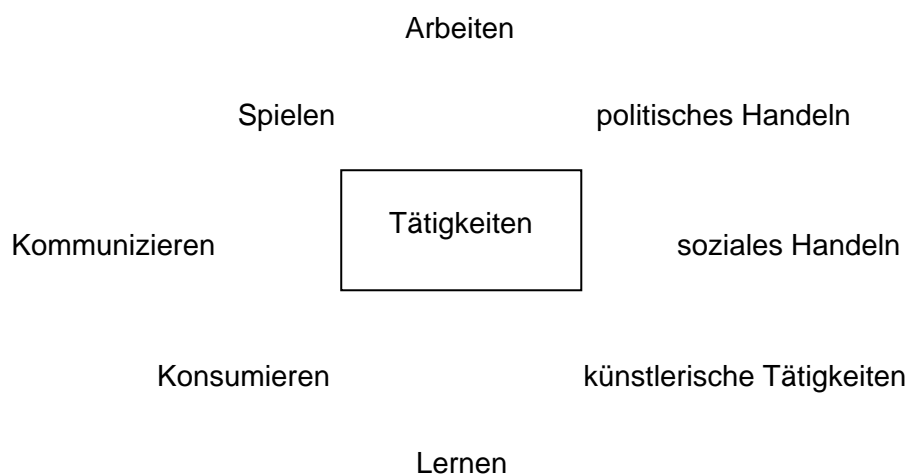 Arbeiten
Spielen
politisches Handeln
Tätigkeiten
Kommunizieren
soziales Handeln
Konsumieren
künstlerische Tätigkeiten
Lernen